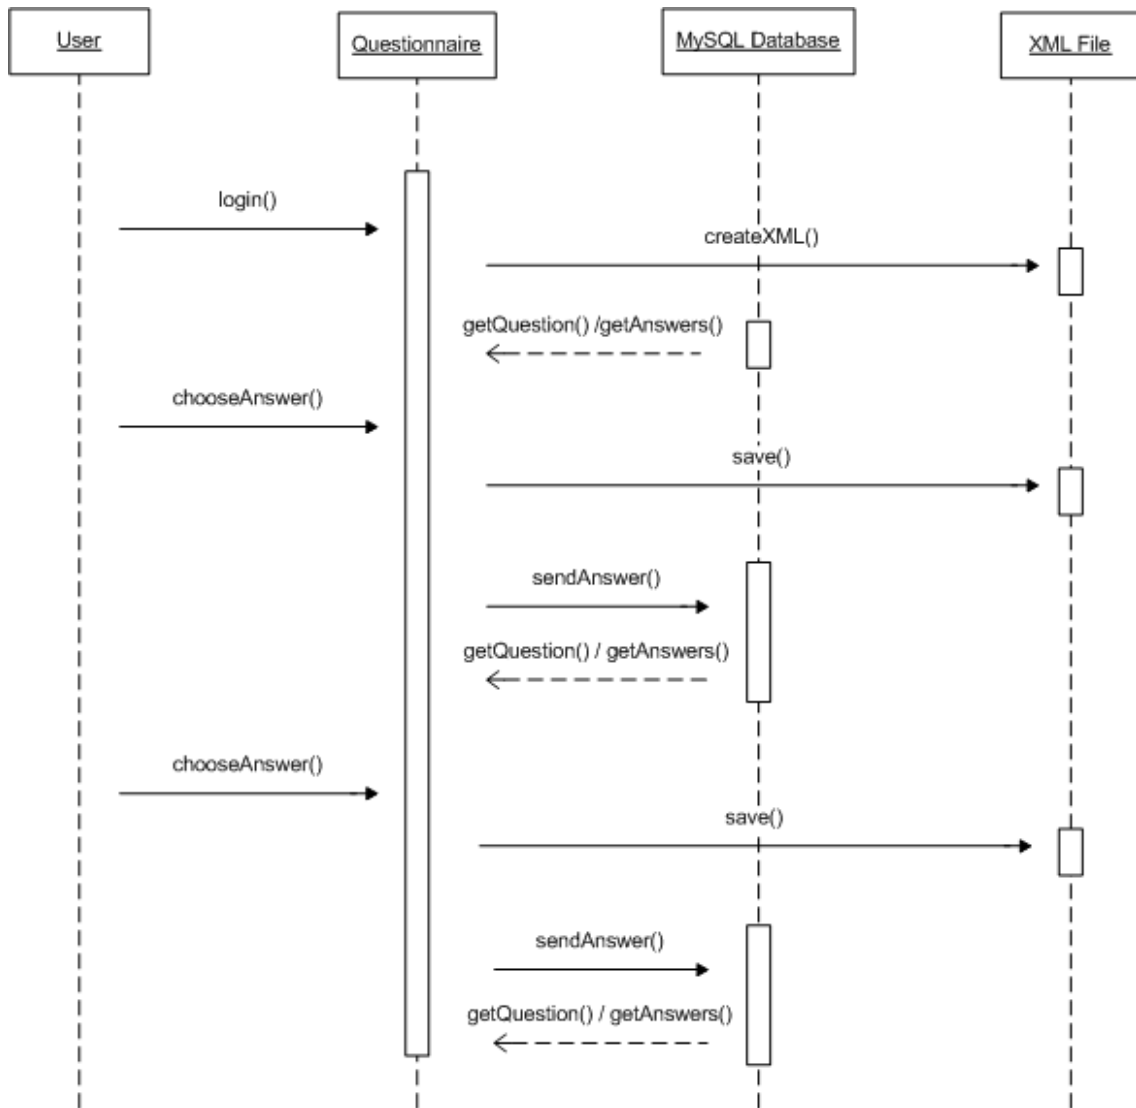 User
Questionnaire
MySQL Database
XML File
login()
createXML()
getQuestion() /getAnswers()
chooseAnswer()
save()
sendAnswer()
getQuestion() / getAnswers()
chooseAnswer()
save()
sendAnswer()
getQuestion() / getAnswers()